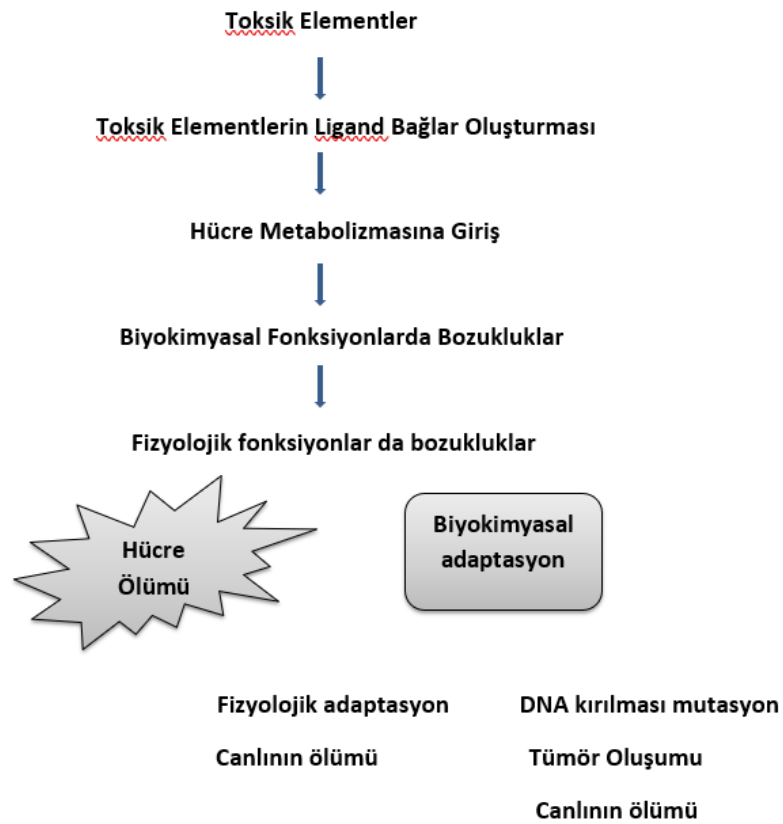 Toksik Elementler
Toksik Elementlerin Ligand Bağlar Oluşturması
Hücre Metabolizmasına Giriş
Biyokimyasal Fonksiyonlarda Bozukluklar
Fizyolojik fonksiyonlar da bozukluklar
Hücre
Ölümü
Biyokimyasal
adaptasyon
Fizyolojik adaptasyon
Canlının ölümü
DNA kırılması mutasyon
Tümör Oluşumu
Canlının ölümü